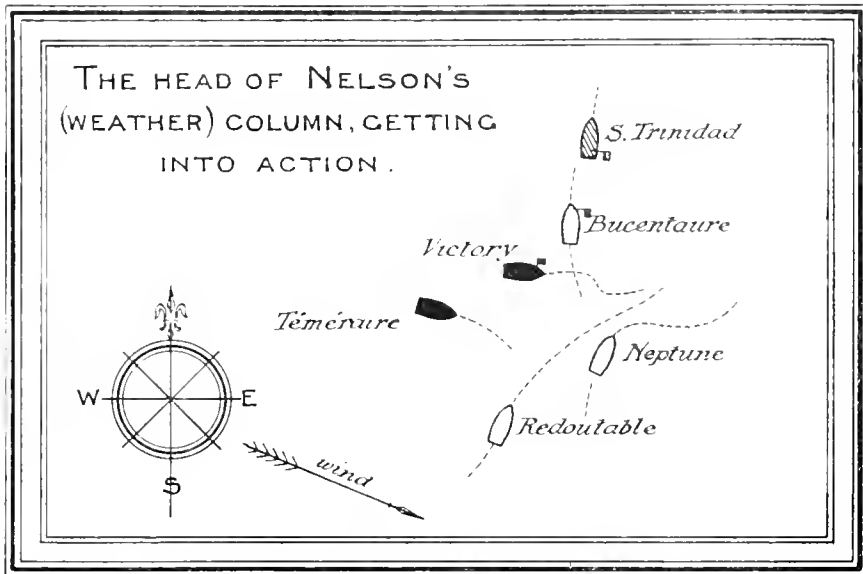 THE HEAD OF NELSON'S
(WEATHER) COLUMN, GETTING
INTO ACTION.
S. Trinidad
Bucentaure
Victory
Téméraire
Neptune
Redoutable
W
E
S
wind